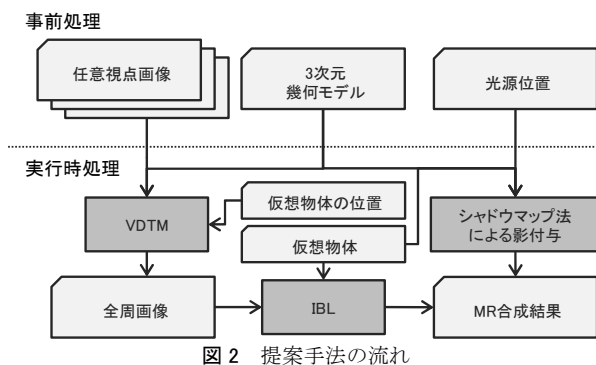 事前処理
任意視点画像
3次元
幾何モデル
光源位置
実行時処理
VDTM
仮想物体の位置
仮想物体
シャドウマップ法
による影付与
全周画像
IBL
MR合成結果
図 2 提案手法の流れ